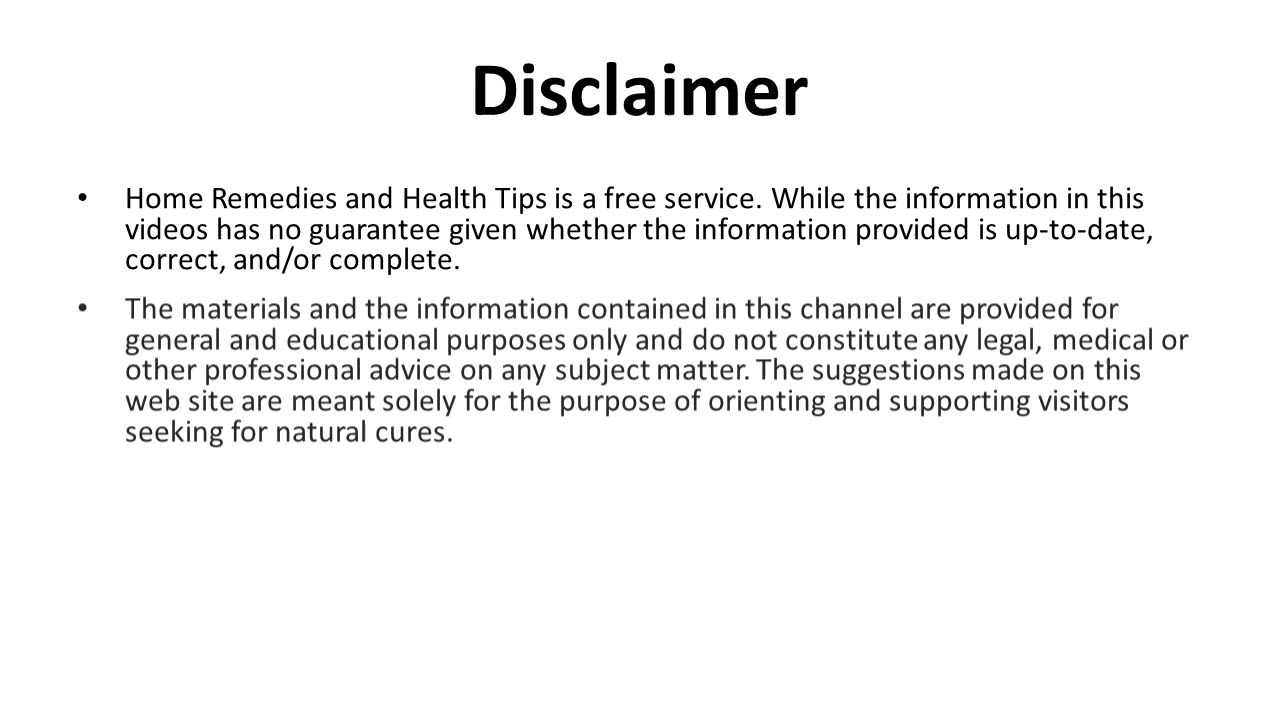 Disclaimer
• Home Remedies and Health Tips is a free service. While the information in this
videos has no guarantee given whether the information provided is up-to-date,
correct, and/or complete.
• The materials and the information contained in this channel are provided for
general and educational purposes only and do not constitute any legal, medical or
other professional advice on any subject matter. The suggestions made on this
web site are meant solely for the purpose of orienting and supporting visitors
seeking for natural cures.